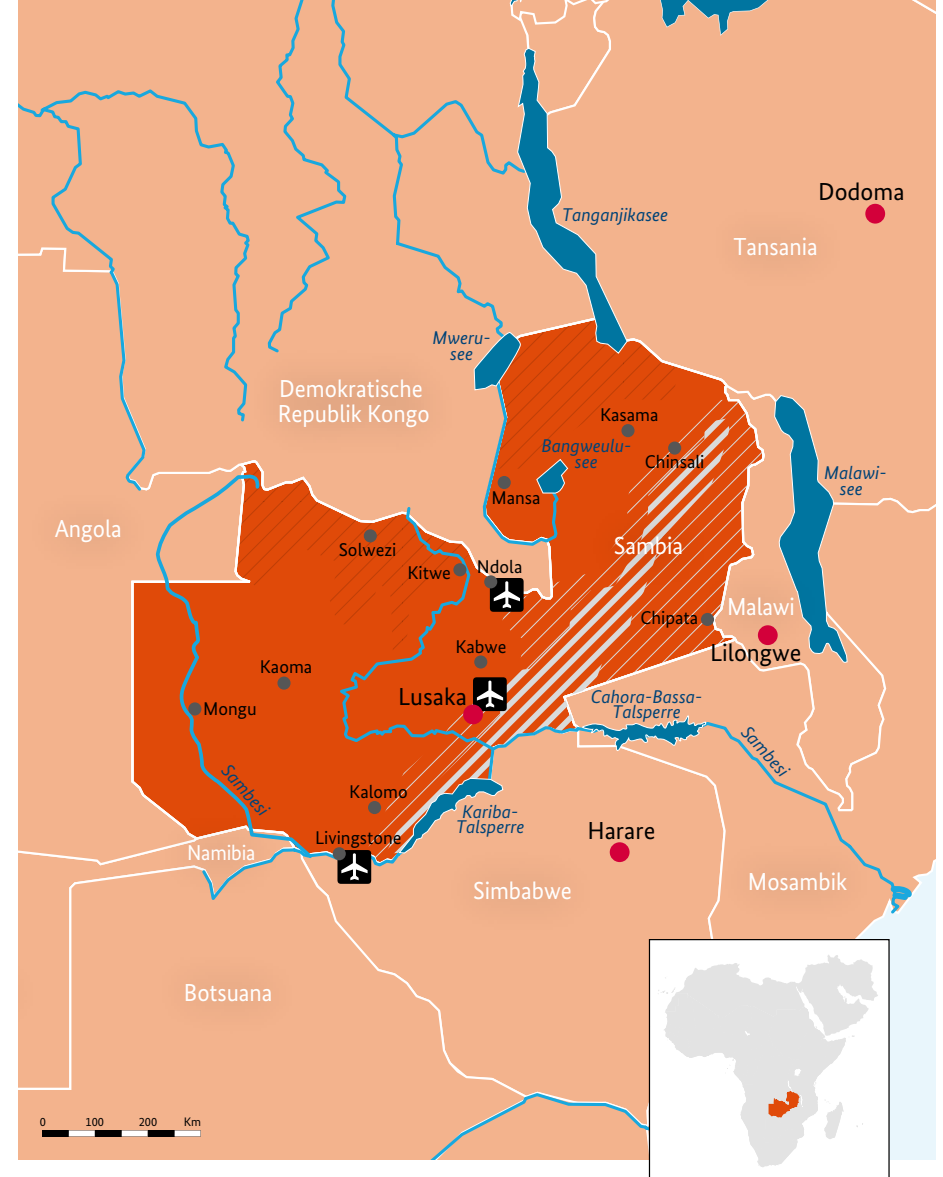 Dodoma
Tanganjikasee
Tansania
Mweru-
see
Demokratische
Republik Kongo
Kasama
Bangweulu-
see
Chinsali
Malawi-
see
Mansa
Angola
Solwezi
Sambia
Kitwe
Ndola
Malawi
Chipata
Lilongwe
Kabwe
Kaoma
Lusaka
Cahora-Bassa-
Talsperre
Mongu
Sambesi
Sambesi
Kalomo
Kariba-
Talsperre
Livingstone
Harare
Namibia
Simbabwe
Mosambik
Botsuana
0 100 200 Km